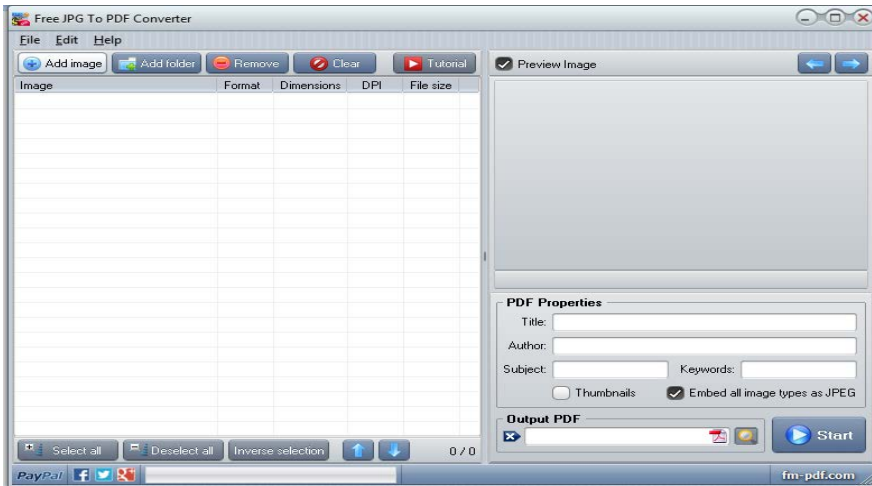 Free JPG To PDF Converter
File Edit Help
Add image Add folder Remove Clear Tutorial Preview Image
Image Format Dimensions DPI File size
PDF Properties
Title:
Author:
Subject: Keywords:
Thumbnails Embed all image types as JPEG
Output PDF
Start
Select all Deselect all Inverse selection 0 / 0
PayPal fm-pdf.com